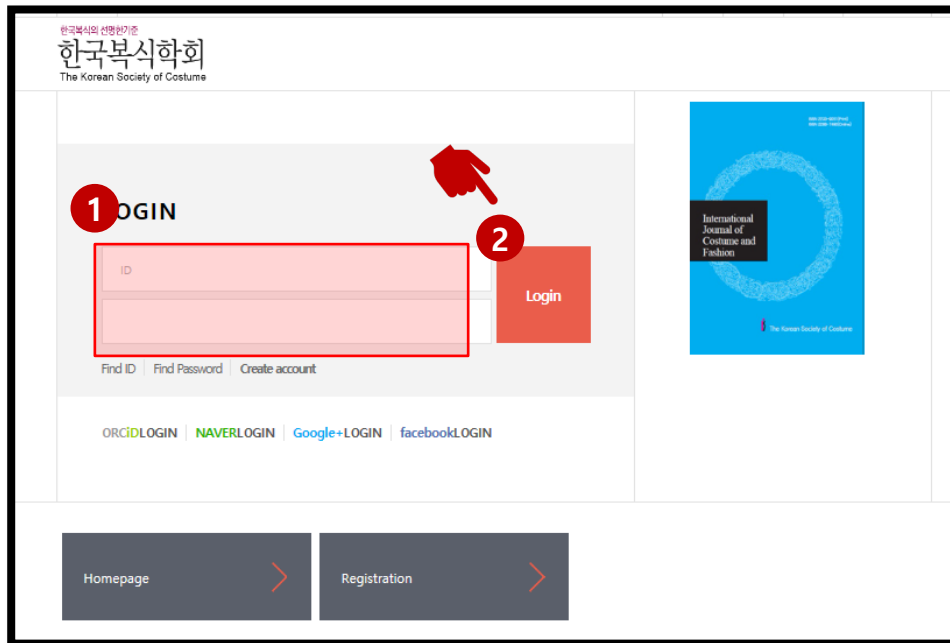 한국복식의 선명한기준
한국복식학회
The Korean Society of Costume
1
OGIN
2
ID
Login
Find ID
Find Password
Create account
ORCiDLOGIN
NAVERLOGIN
Google+LOGIN
facebookLOGIN
International
Journal of
Costume and
Fashion
The Korean Society of Costume
Homepage
Registration